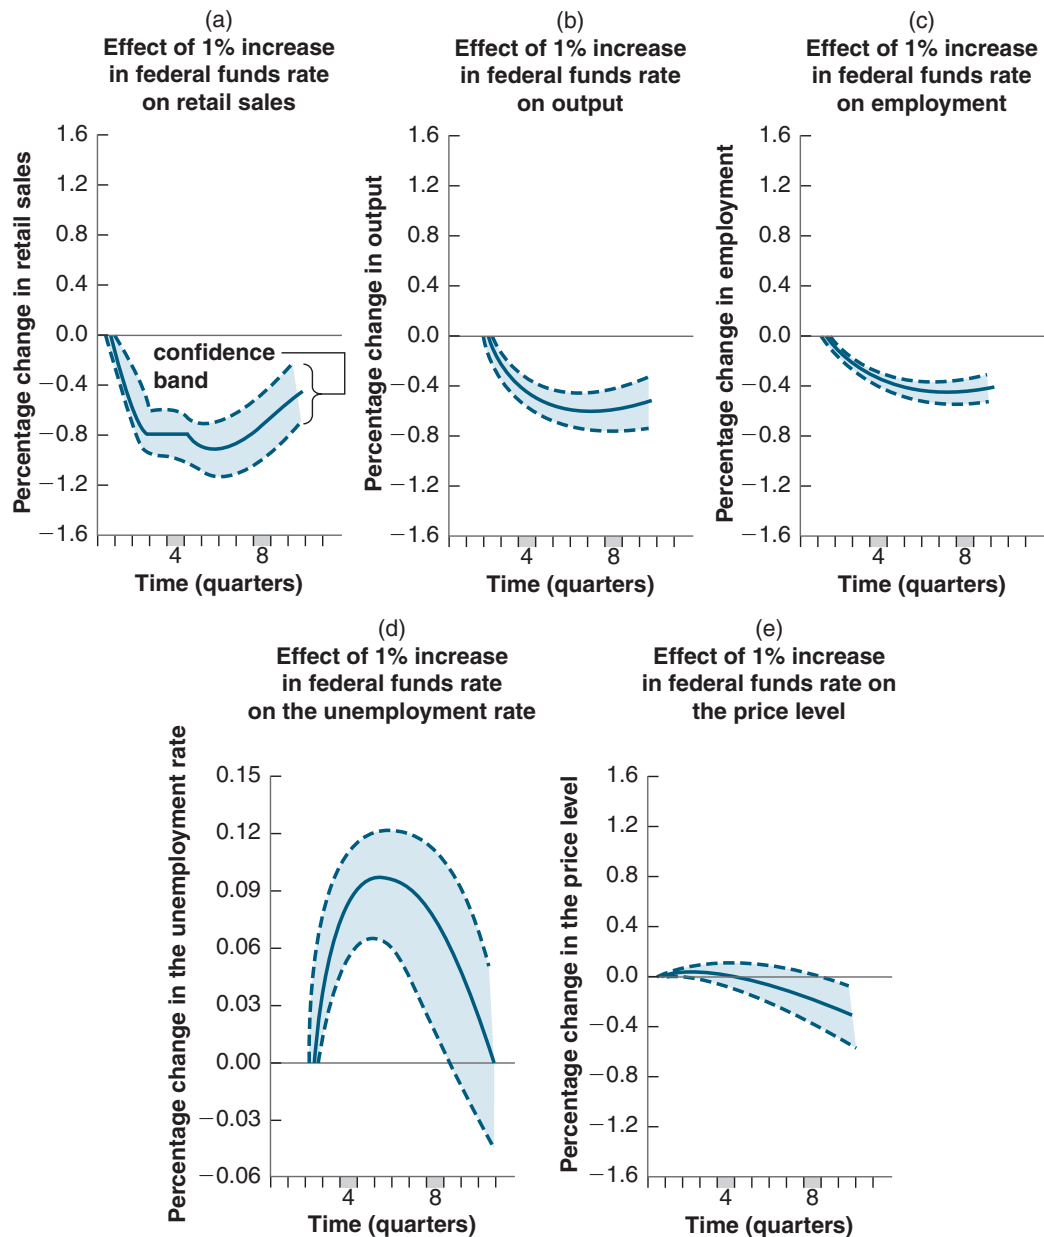 (a)
Effect of 1% increase
in federal funds rate
on retail sales
Percentage change in retail sales
1.6
1.2
0.8
0.4
0.0
−0.4
−0.8
−1.2
−1.6
confidence
band
4
8
Time (quarters)
(b)
Effect of 1% increase
in federal funds rate
on output
Percentage change in output
1.6
1.2
0.8
0.4
0.0
−0.4
−0.8
−1.2
−1.6
4
8
Time (quarters)
(c)
Effect of 1% increase
in federal funds rate
on employment
Percentage change in employment
1.6
1.2
0.8
0.4
0.0
−0.4
−0.8
−1.2
−1.6
4
8
Time (quarters)
(d)
Effect of 1% increase
in federal funds rate
on the unemployment rate
Percentage change in the unemployment rate
0.15
0.12
0.09
0.06
0.03
0.00
−0.03
−0.06
4
8
Time (quarters)
(e)
Effect of 1% increase
in federal funds rate on
the price level
Percentage change in the price level
1.6
1.2
0.8
0.4
0.0
−0.4
−0.8
−1.2
−1.6
4
8
Time (quarters)